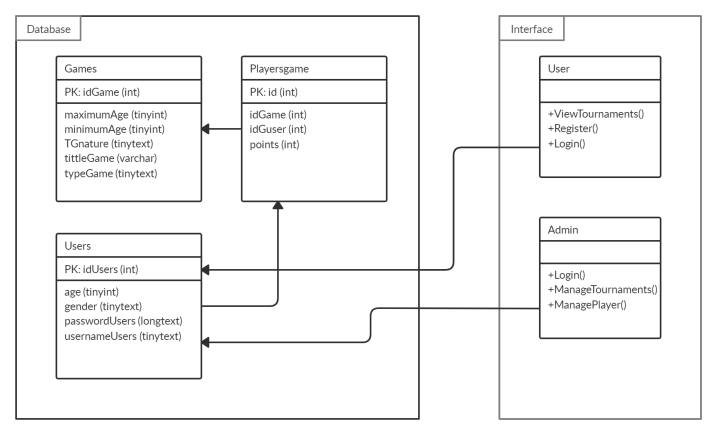 Database
Games
PK: idGame (int)
maximumAge (tinyint)
minimumAge (tinyint)
TGnature (tinytext)
tittleGame (varchar)
typeGame (tinytext)
Playersgame
PK: id (int)
idGame (int)
idGuser (int)
points (int)
Users
PK: idUsers (int)
age (tinyint)
gender (tinytext)
passwordUsers (longtext)
usernameUsers (tinytext)
Interface
User
+ViewTournaments()
+Register()
+Login()
Admin
+Login()
+ManageTournaments()
+ManagePlayer()